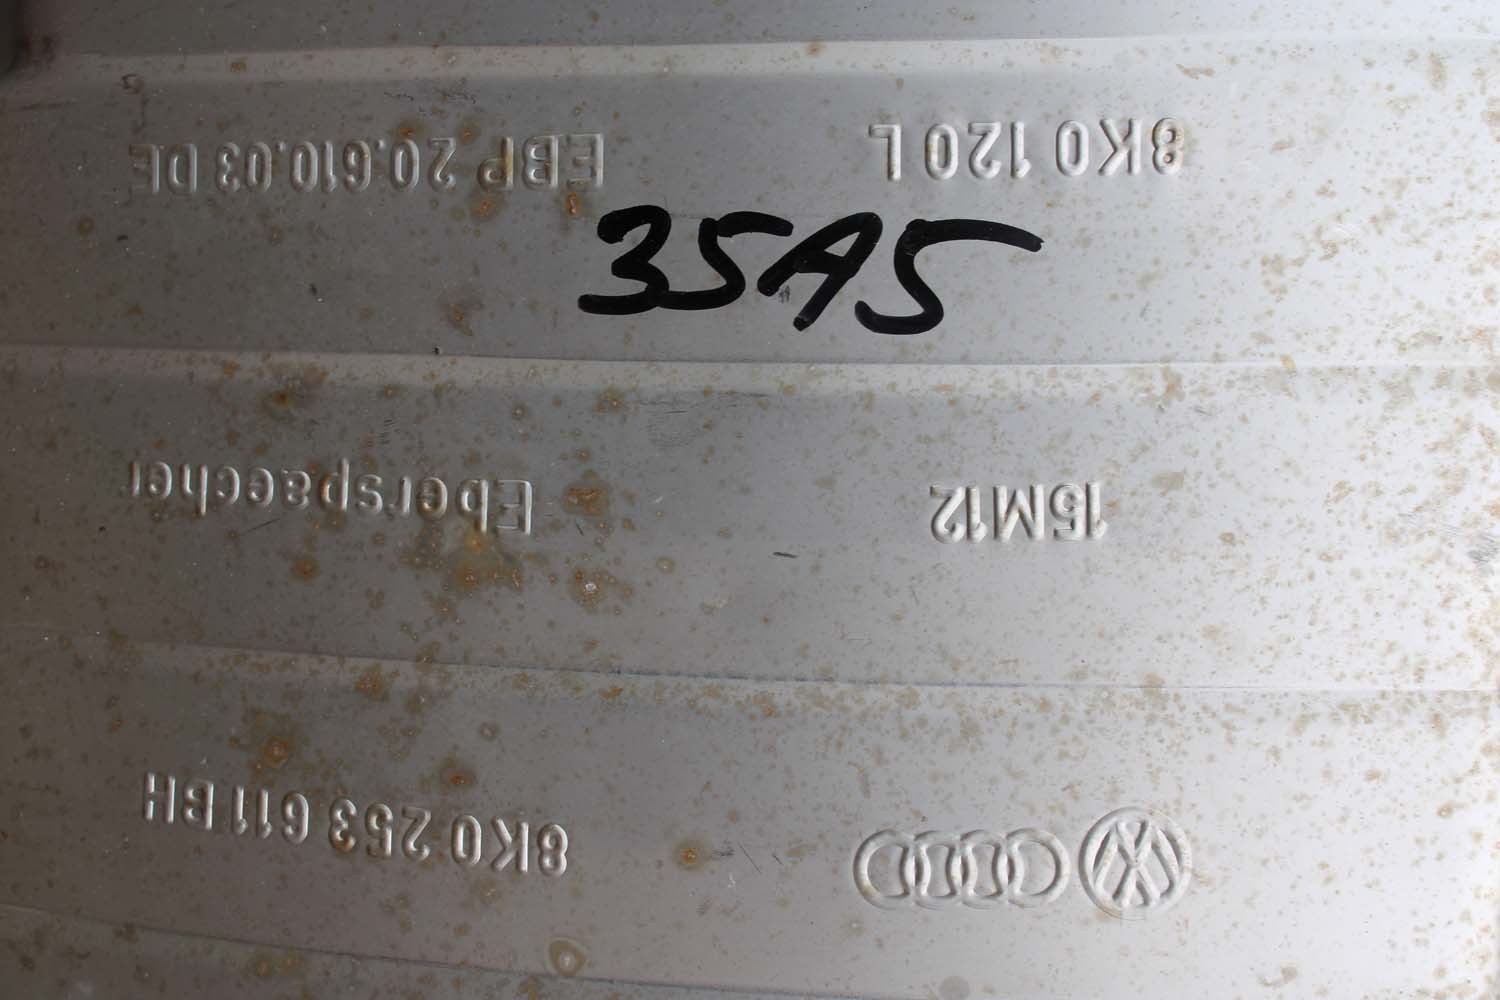 8K0 253 611 BH
Eberspaecher
15M12
EBP 20.610.03 DE
8K0 120 L
35A5